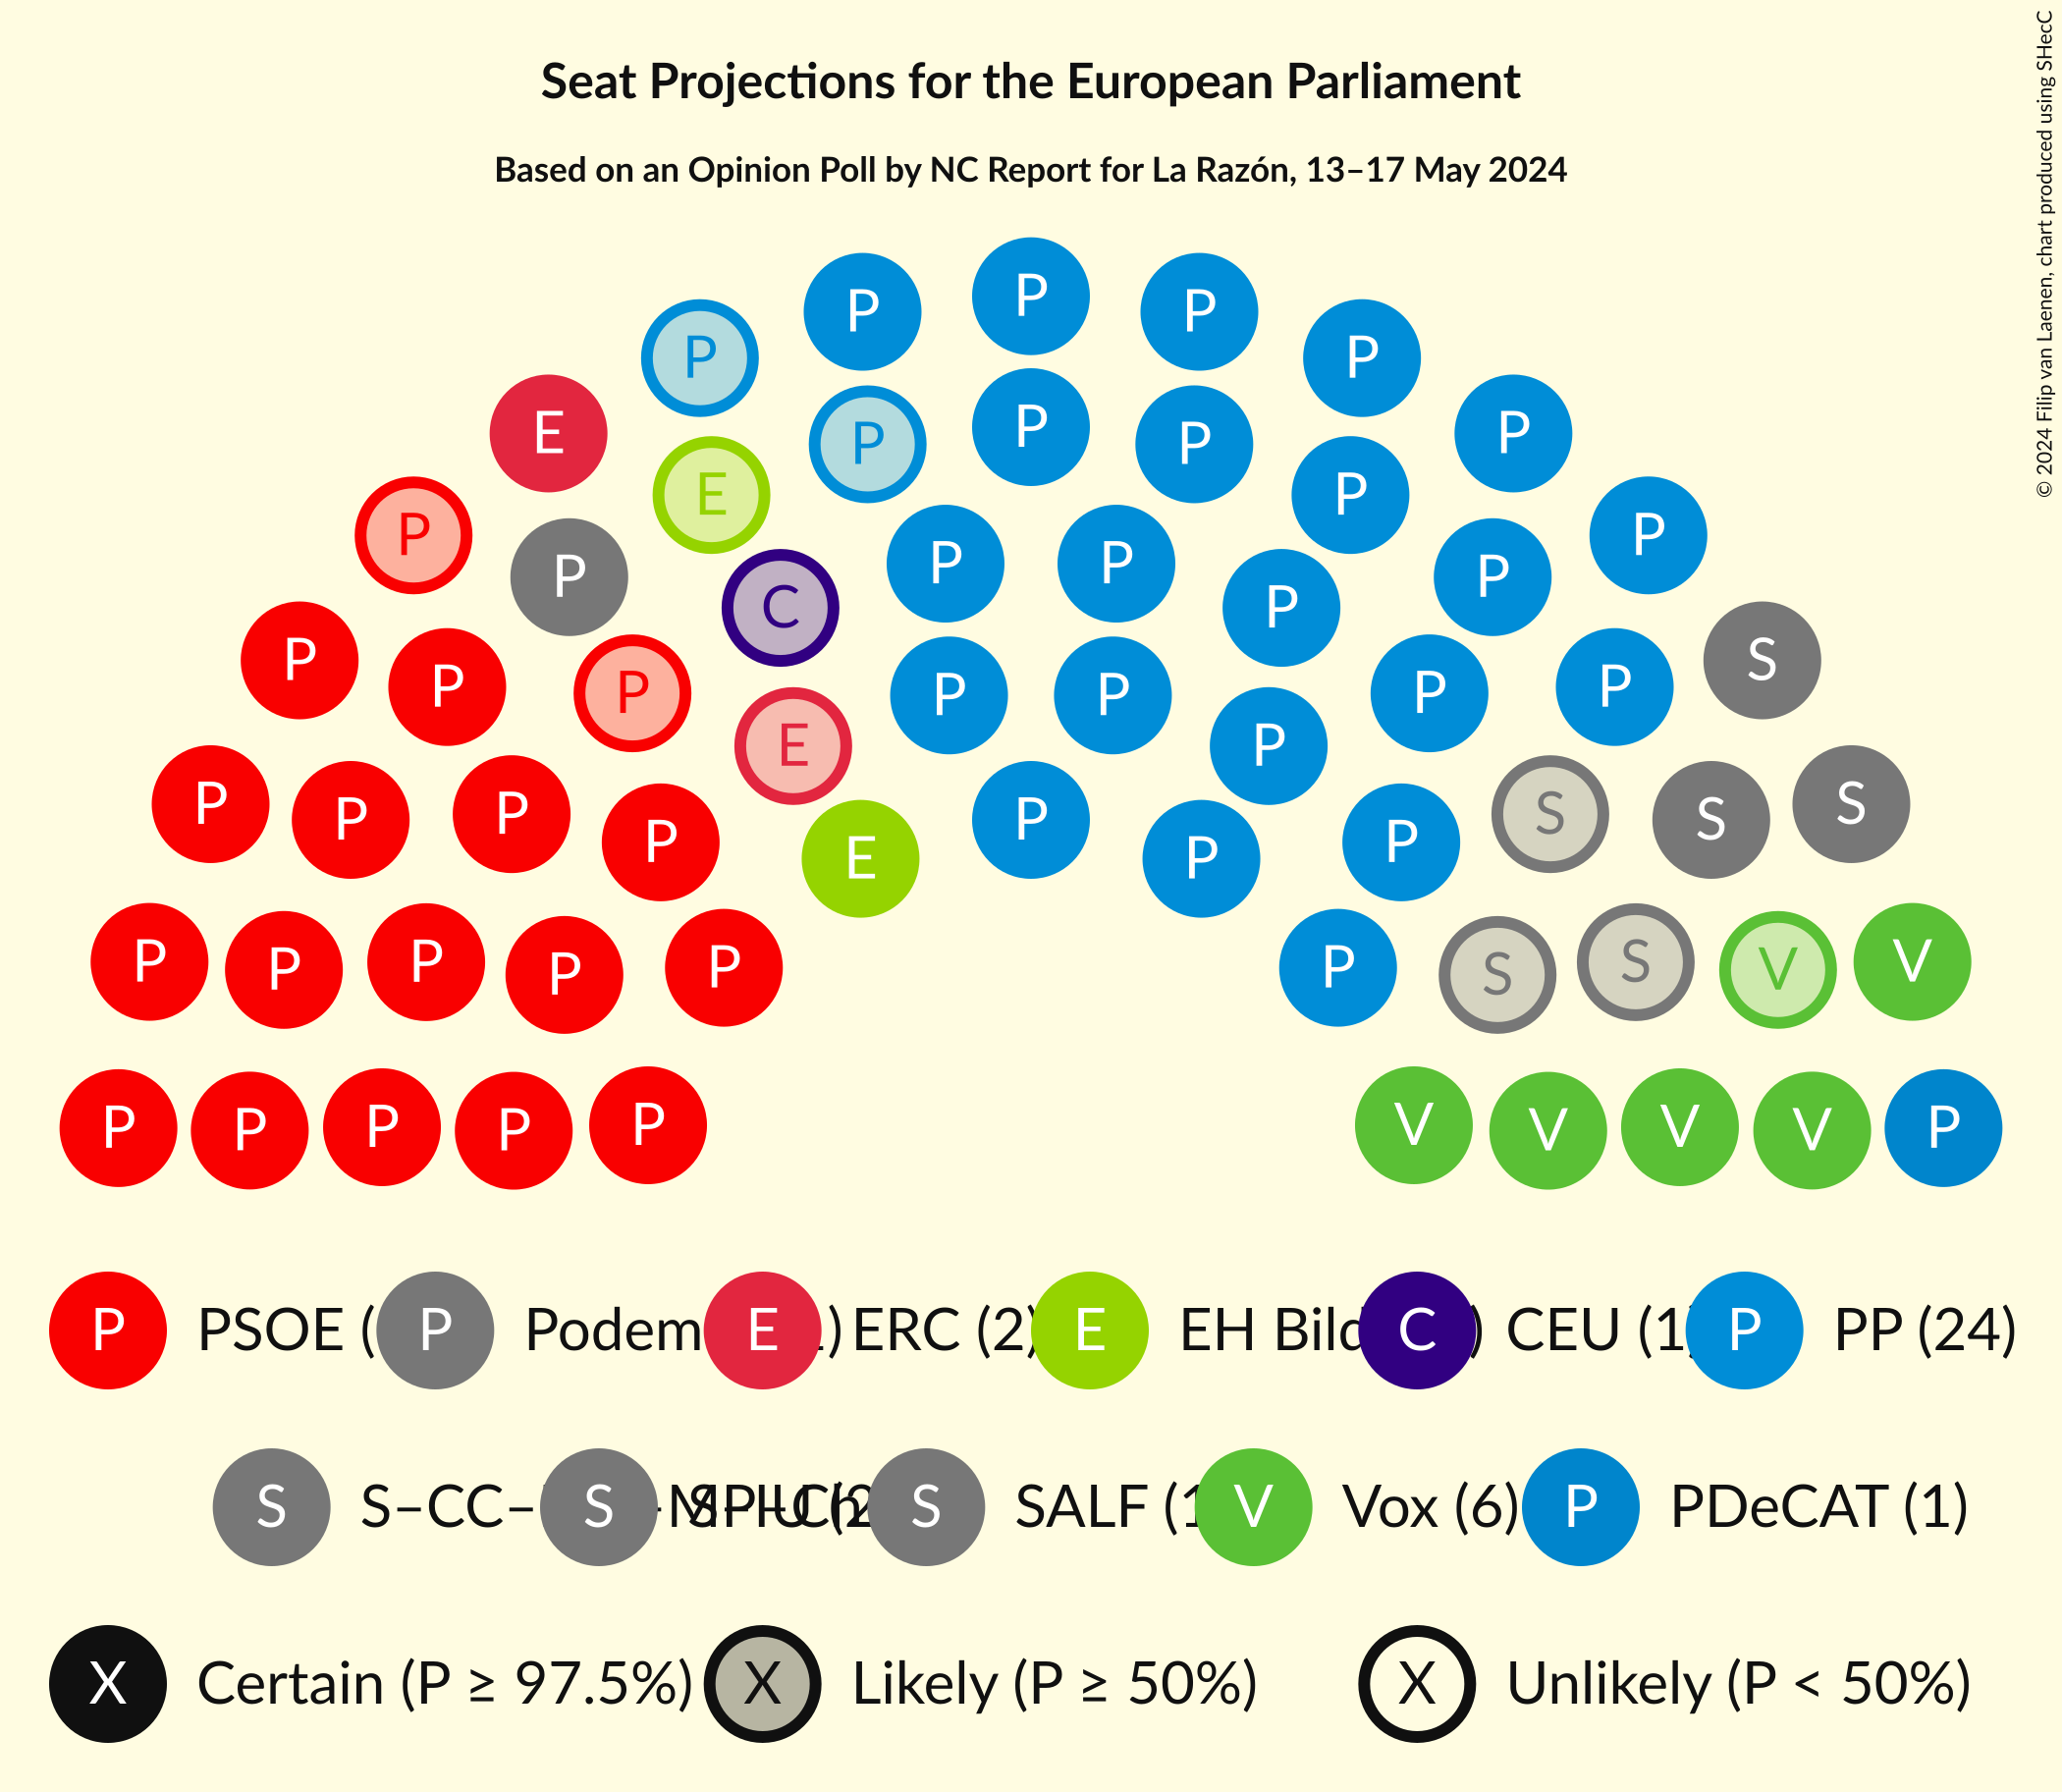 Seat Projections for the European Parliament
Based on an Opinion Poll by NC Report for La Razón, 13–17 May 2024
© 2024 Filip van Laenen, chart produced using SHecC
P P P
P P
P P
E P
E P P
P P P
P P
P P P P
C P
P P S
P P
P P P
P P
E P
P S
P P S S
P P
P P
E P
P V
P P S
P P
P P S V
P P
P P V V
P P V V P
P PSOE ( P Podem E ) ERC (2) E EH Bild C ) CEU (1 P PP (24)
S S–CC– S SALF (1 V Vox (6) P PDeCAT (1)
X Certain (P ≥ 97.5%) X Likely (P ≥ 50%) X Unlikely (P < 50%)